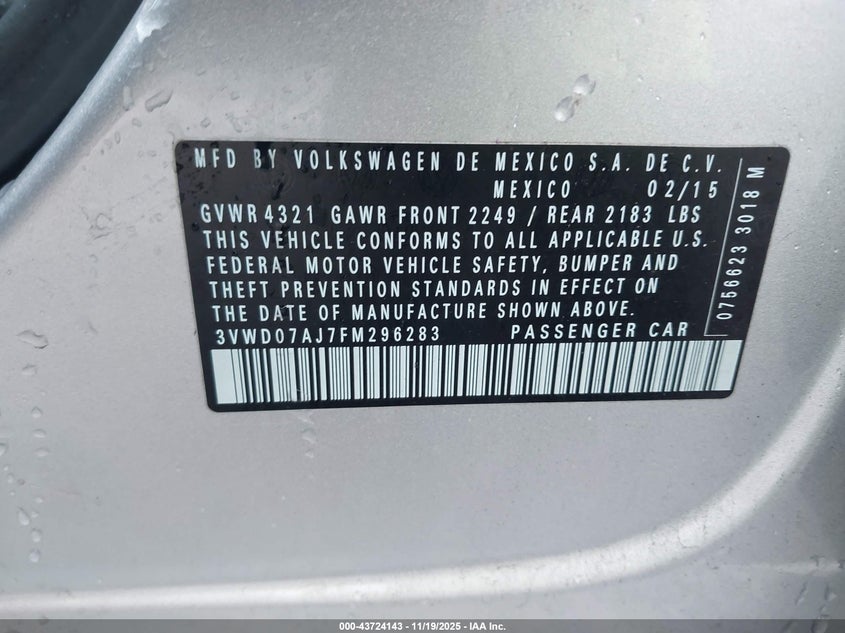 MFD BY VOLKSWAGEN DE MEXICO S.A. DE C.V.
MEXICO 02/15
GVWR 4321 GAWR FRONT 2249 / REAR 2183 LBS
THIS VEHICLE CONFORMS TO ALL APPLICABLE U.S.
FEDERAL MOTOR VEHICLE SAFETY, BUMPER AND
THEFT PREVENTION STANDARDS IN EFFECT ON
THE DATE OF MANUFACTURE SHOWN ABOVE.
3VWD07AJ7FM296283 PASSENGER CAR
0756623 3018 M
000-43724143 - 11/19/2025 - IAA Inc.